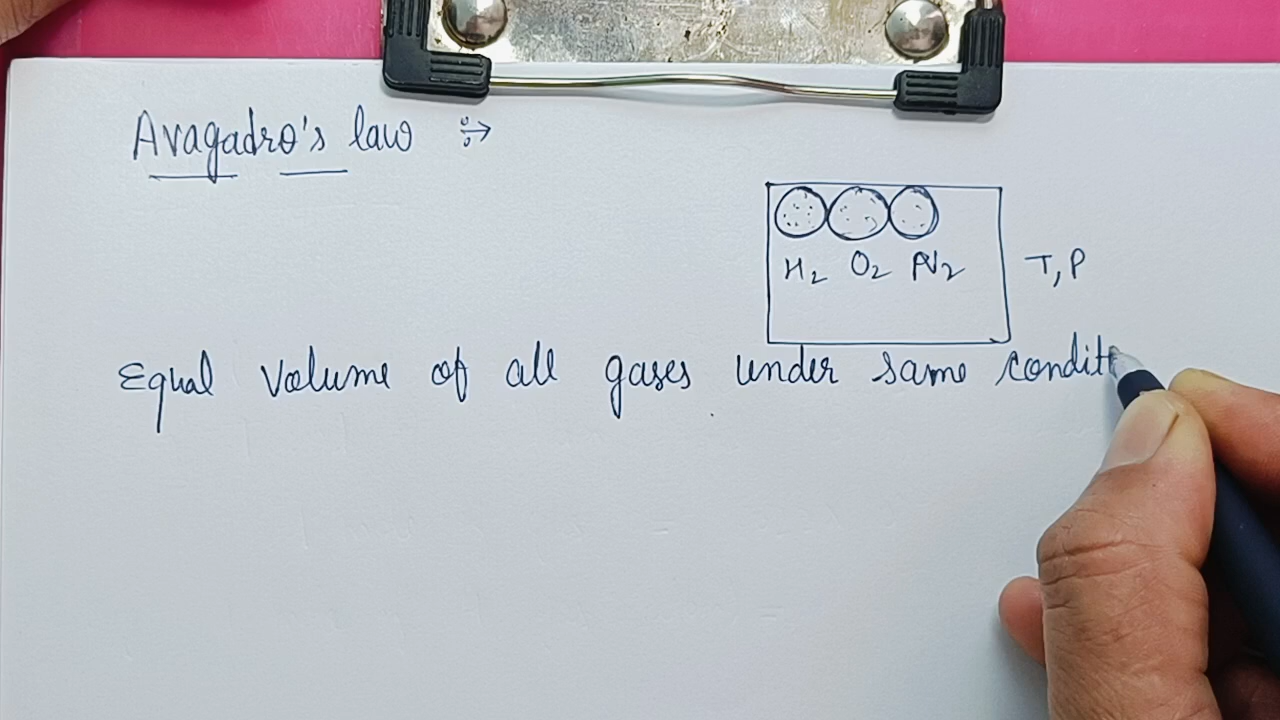 Avagadro's law
H₂ O₂ N₂ T, P
Equal volume of all gases under same condit